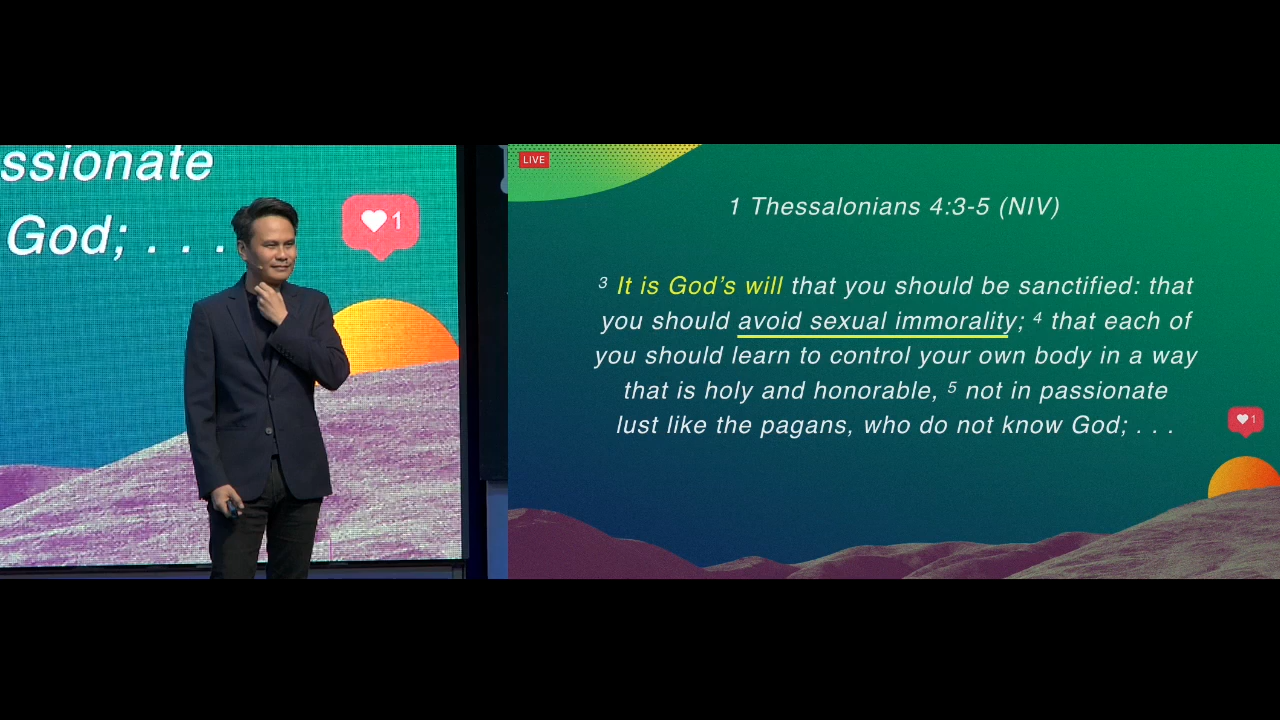 ssionate
God; . . .
1
LIVE
1 Thessalonians 4:3-5 (NIV)
3 It is God's will that you should be sanctified: that
you should avoid sexual immorality; 4 that each of
you should learn to control your own body in a way
that is holy and honorable, 5 not in passionate
lust like the pagans, who do not know God; . . .
1